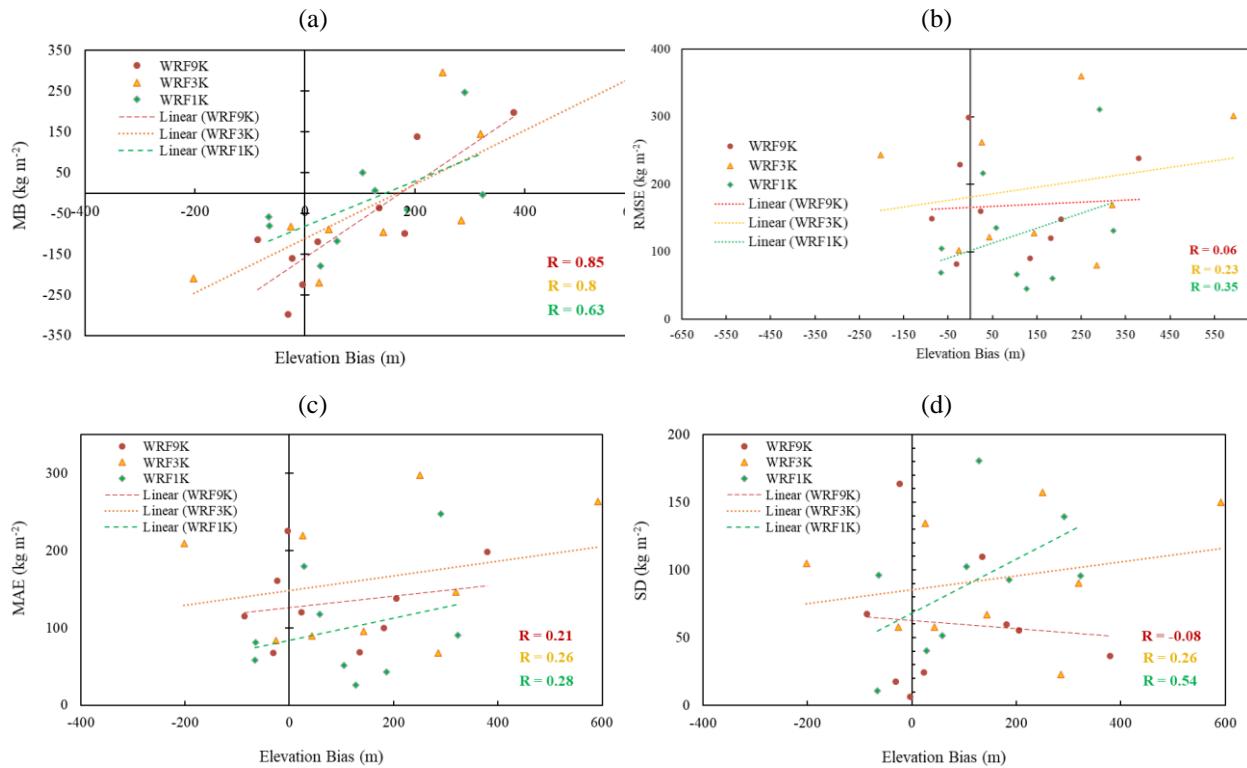 (a)
350
250
150
50
-50
-150
-250
-350
MB (kg m⁻²)
WRF9K
WRF3K
WRF1K
Linear (WRF9K)
Linear (WRF3K)
Linear (WRF1K)
R = 0.85
R = 0.8
R = 0.63
-400
-200
0
200
400
Elevation Bias (m)
(b)
400
300
200
100
0
RMSE (kg m⁻²)
WRF9K
WRF3K
WRF1K
Linear (WRF9K)
Linear (WRF3K)
Linear (WRF1K)
R = 0.06
R = 0.23
R = 0.35
-650 -550 -450 -350 -250 -150 -50 50 150 250 350 450 550
Elevation Bias (m)
(c)
300
200
100
0
MAE (kg m⁻²)
WRF9K
WRF3K
WRF1K
Linear (WRF9K)
Linear (WRF3K)
Linear (WRF1K)
R = 0.21
R = 0.26
R = 0.28
-400 -200 0 200 400 600
Elevation Bias (m)
(d)
200
150
100
50
0
SD (kg m⁻²)
WRF9K
WRF3K
WRF1K
Linear (WRF9K)
Linear (WRF3K)
Linear (WRF1K)
R = -0.08
R = 0.26
R = 0.54
-400 -200 0 200 400 600
Elevation Bias (m)